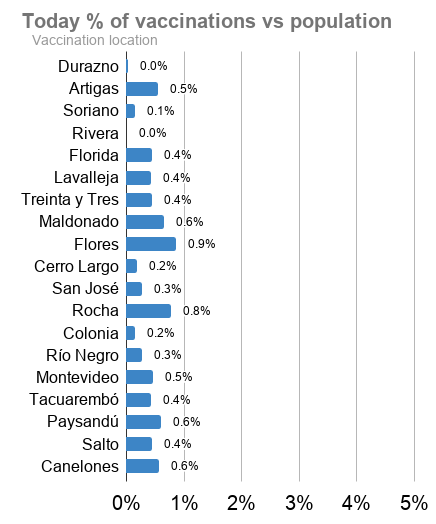 Today % of vaccinations vs population
Vaccination location
Durazno 0.0%
Artigas 0.5%
Soriano 0.1%
Rivera 0.0%
Florida 0.4%
Lavalleja 0.4%
Treinta y Tres 0.4%
Maldonado 0.6%
Flores 0.9%
Cerro Largo 0.2%
San José 0.3%
Rocha 0.8%
Colonia 0.2%
Río Negro 0.3%
Montevideo 0.5%
Tacuarembó 0.4%
Paysandú 0.6%
Salto 0.4%
Canelones 0.6%
0% 1% 2% 3% 4% 5%